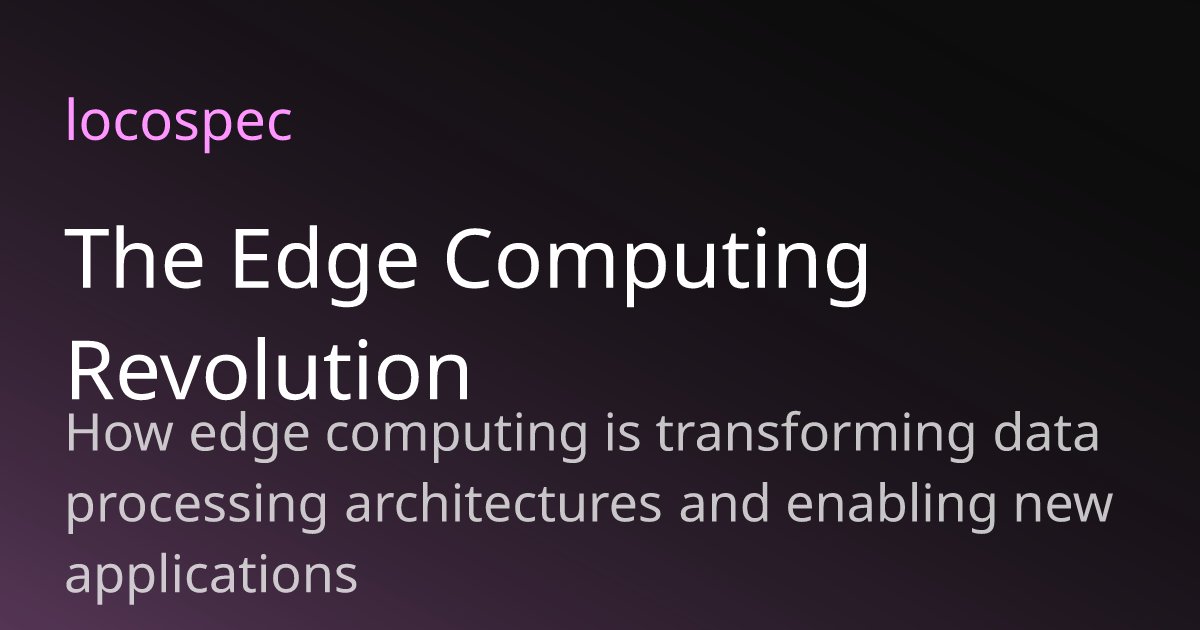 locospec
The Edge Computing
Revolution
How edge computing is transforming data
processing architectures and enabling new
applications